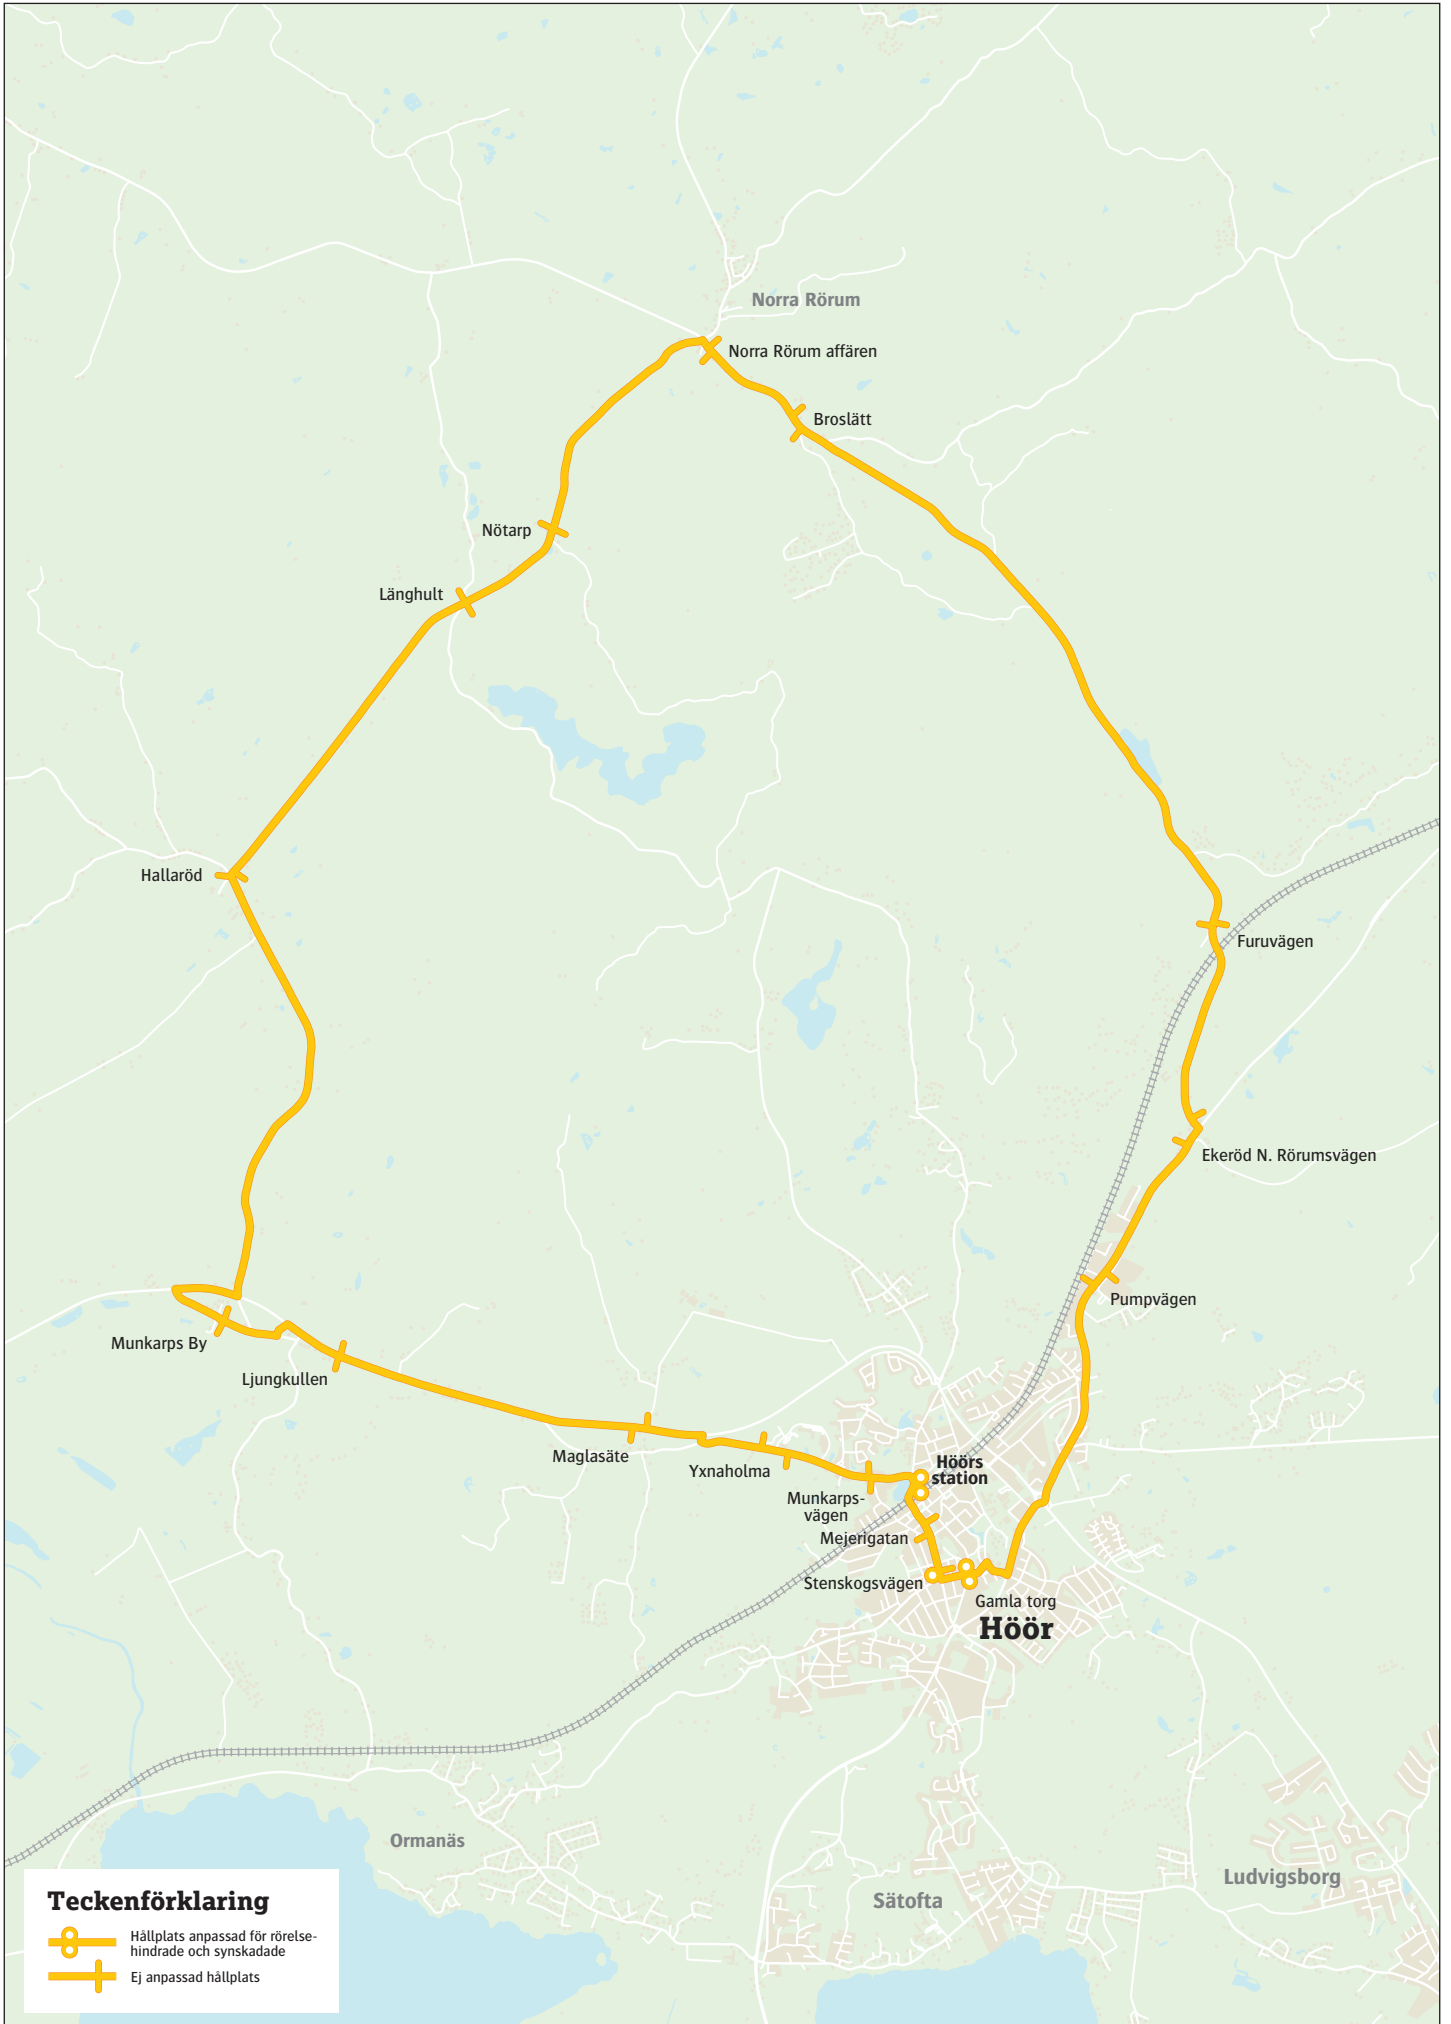 Norra Rörum
Norra Rörum affären
Broslätt
Nötarp
Länghult
Hallaröd
Furuvägen
Ekeröd N. Rörumsvägen
Pumpvägen
Munkarps By
Ljungkullen
Maglasäte
Yxnaholma
Höörs
station
Munkarps-
vägen
Mejerigatan
Stenskogsvägen
Gamla torg
Höör
Ormanäs
Sätofta
Ludvigsborg
Teckenförklaring
Hållplats anpassad för rörelse-
hindrade och synskadade
Ej anpassad hållplats